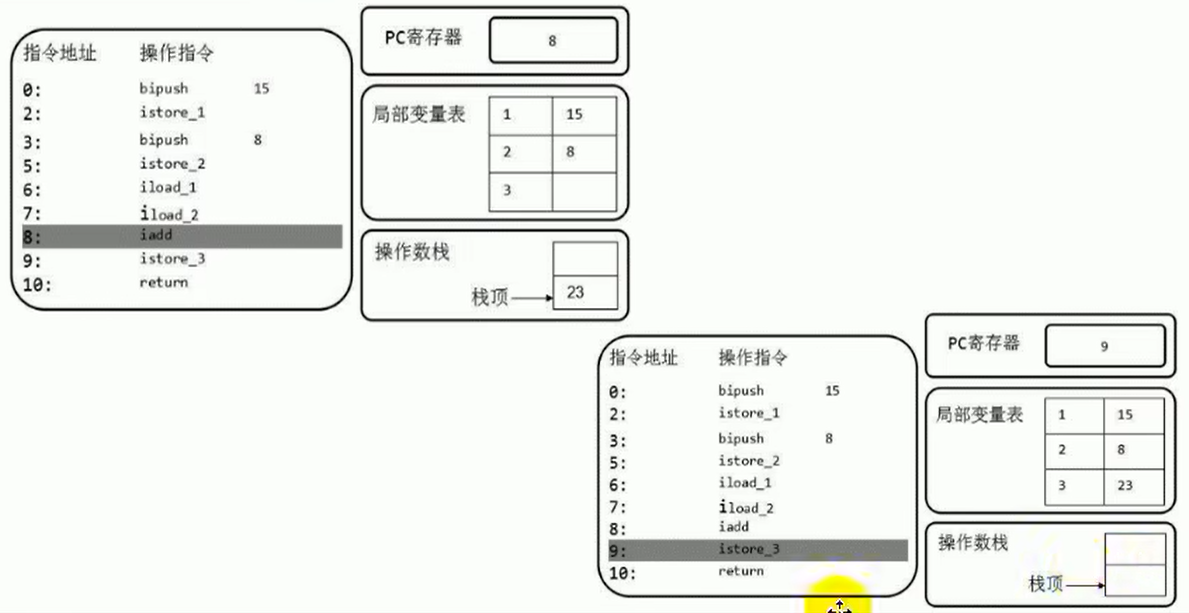 指令地址 操作指令
0: bipush 15
2: istore_1
3: bipush 8
5: istore_2
6: iload_1
7: iload_2
8: iadd
9: istore_3
10: return
PC寄存器 8
局部变量表 1 15
2 8
3
操作数栈
栈顶 23
指令地址 操作指令
0: bipush 15
2: istore_1
3: bipush 8
5: istore_2
6: iload_1
7: iload_2
8: iadd
9: istore_3
10: return
PC寄存器 9
局部变量表 1 15
2 8
3 23
操作数栈
栈顶